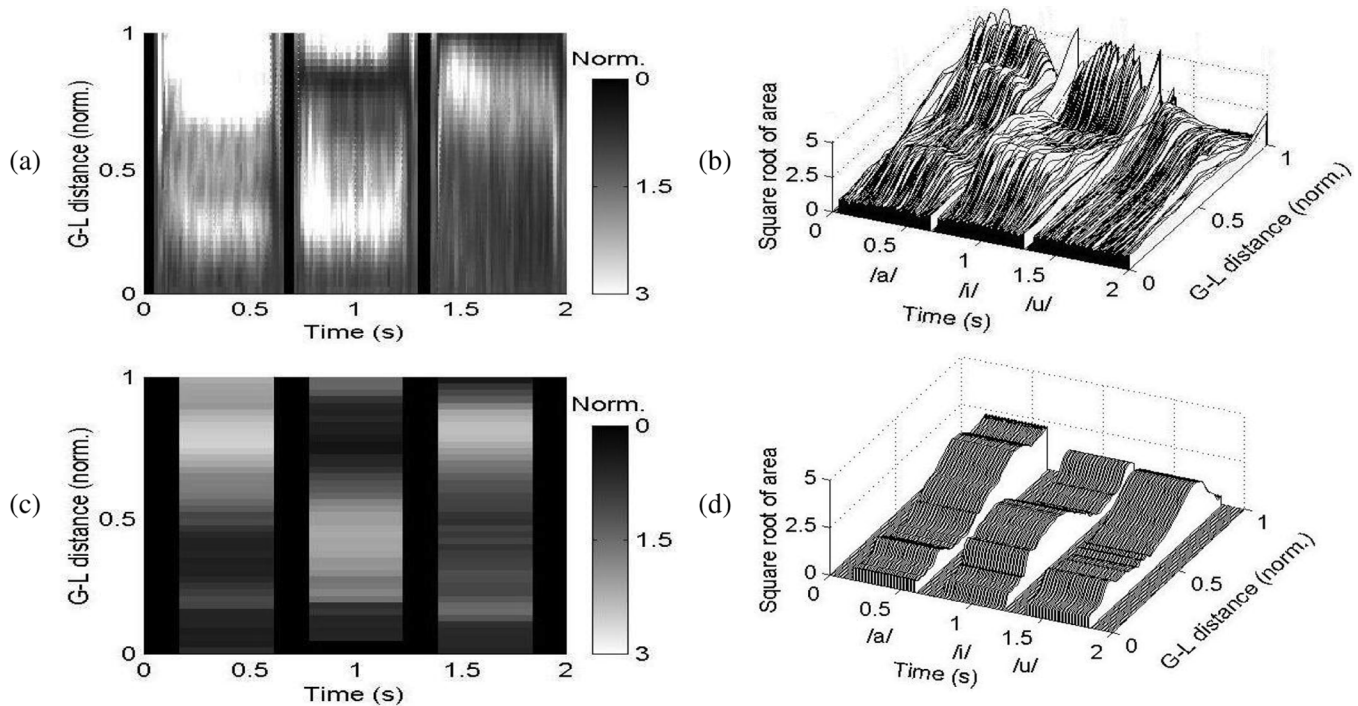 (a)
G-L distance (norm.)
1
0.5
0
0 0.5 1 1.5 2
Time (s)
Norm.
0
1.5
3
(b)
Square root of area
5
2.5
0
0 0.5 1 1.5 2
/a/ /i/ /u/
Time (s)
0 0.5 1
G-L distance (norm.)
(c)
G-L distance (norm.)
1
0.5
0
0 0.5 1 1.5 2
Time (s)
Norm.
0
1.5
3
(d)
Square root of area
5
2.5
0
0 0.5 1 1.5 2
/a/ /i/ /u/
Time (s)
0 0.5 1
G-L distance (norm.)